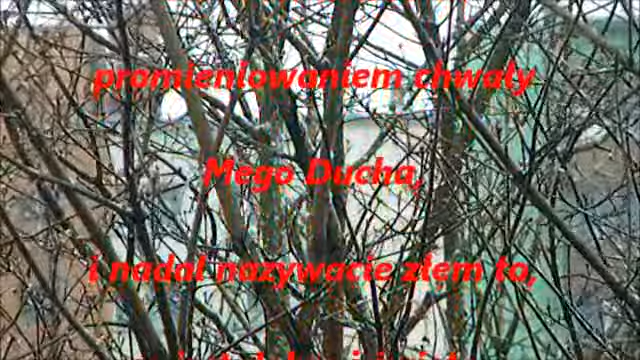 promieniowaniem chwały
Mego Ducha,
i nadal nazywacie złem to,